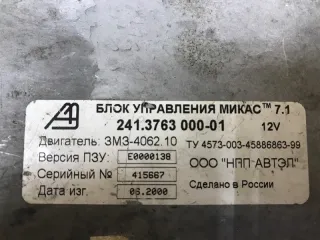 БЛОК УПРАВЛЕНИЯ МИКАС™ 7.1
241.3763 000-01 12V
Двигатель: ЗМЗ-4062.10 ТУ 4573-003-45886863-99
Версия ПЗУ: E0000138 ООО "НПП АВТЭЛ"
Серийный № 415667 Сделано в России
Дата изг. 06.2000